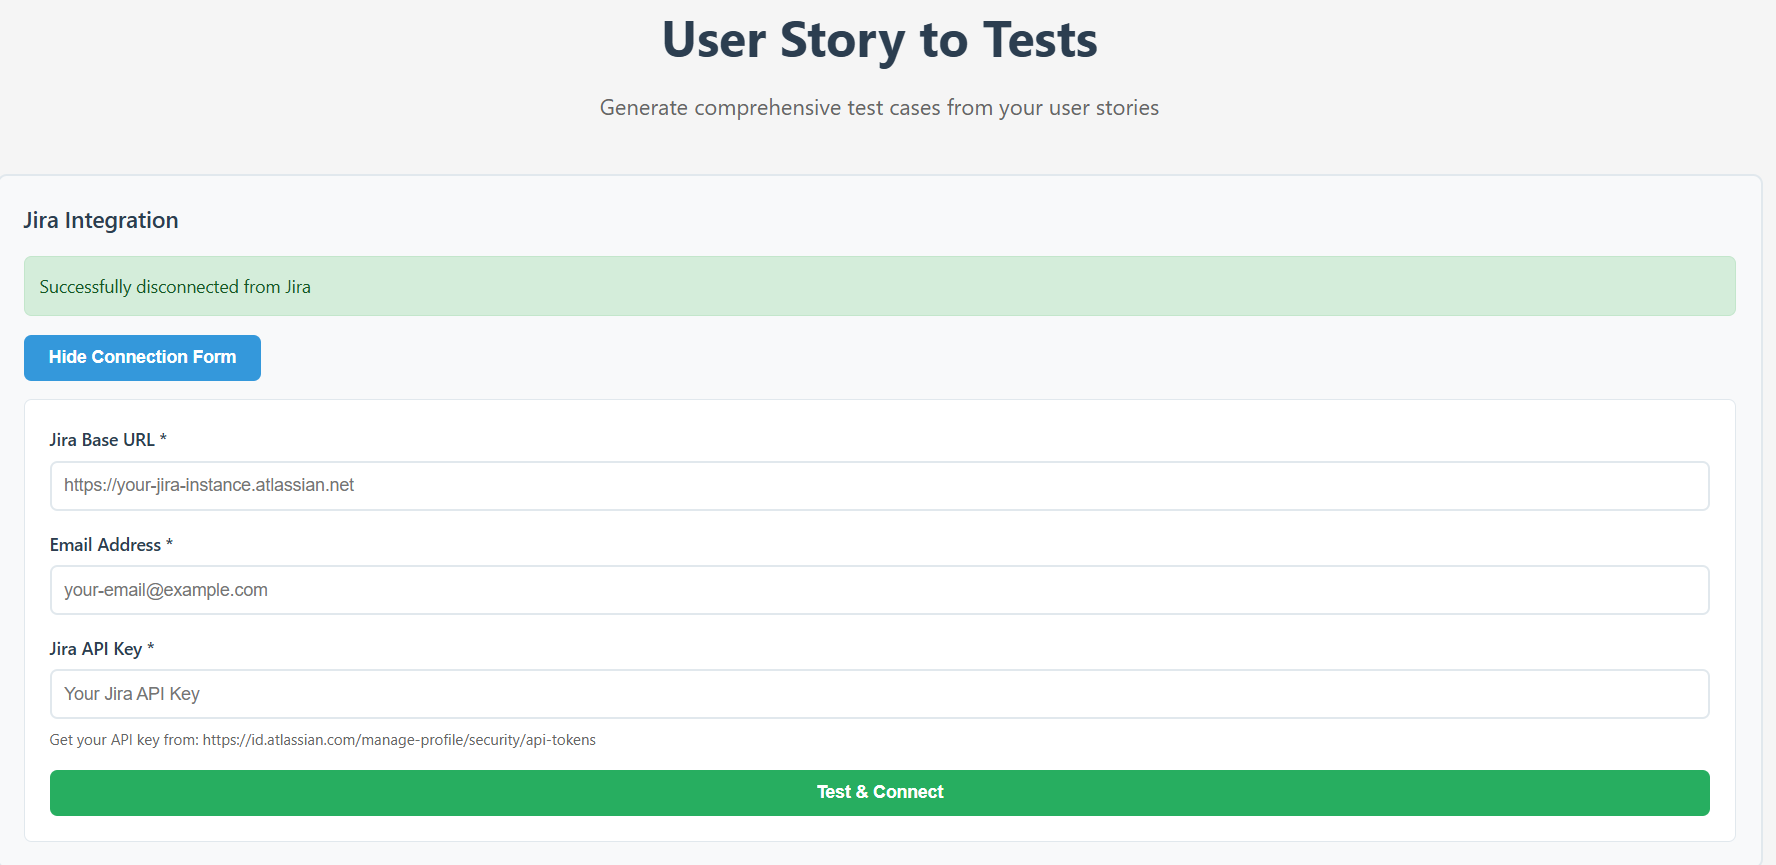 User Story to Tests
Generate comprehensive test cases from your user stories
Jira Integration
Successfully disconnected from Jira
Hide Connection Form
Jira Base URL *
https://your-jira-instance.atlassian.net
Email Address *
your-email@example.com
Jira API Key *
Your Jira API Key
Get your API key from: https://id.atlassian.com/manage-profile/security/api-tokens
Test & Connect